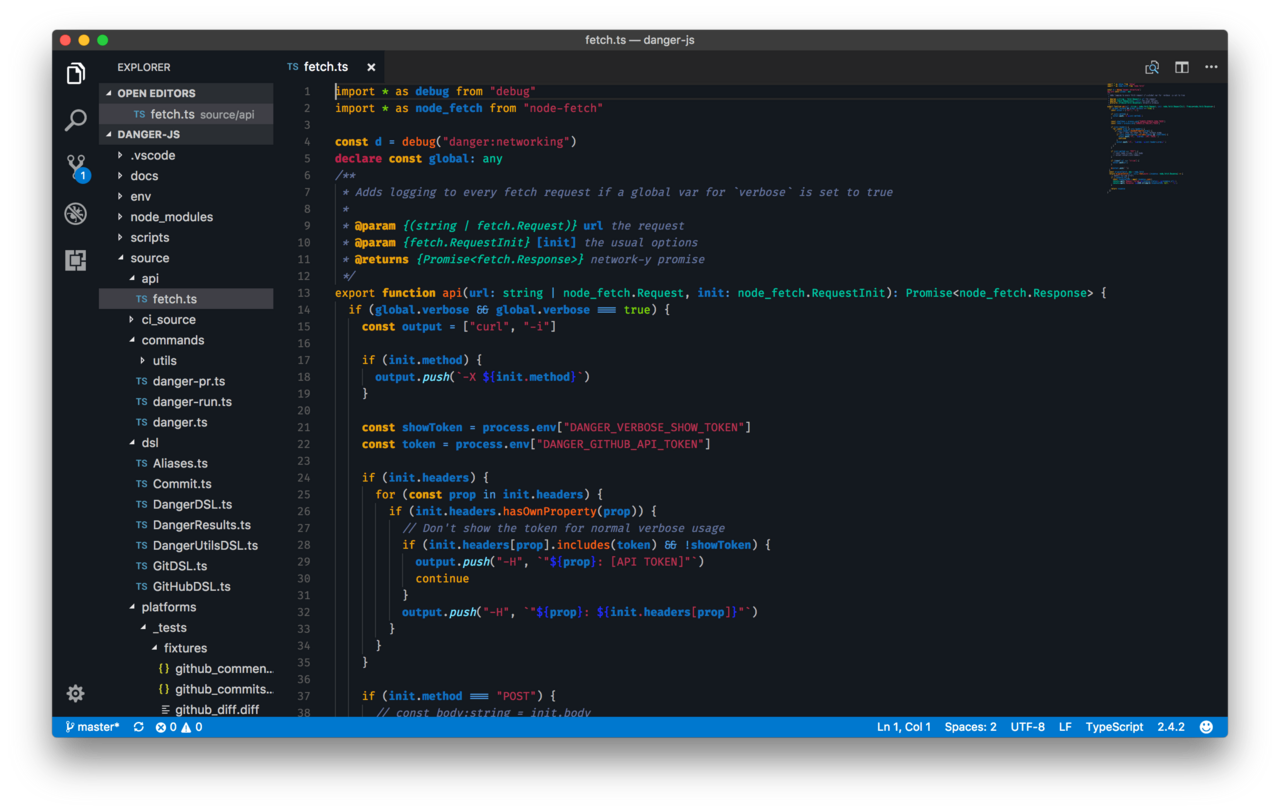 fetch.ts — danger-js
EXPLORER
OPEN EDITORS
TS fetch.ts source/api
DANGER-JS
.vscode
docs
env
node_modules
scripts
source
api
TS fetch.ts
ci_source
commands
utils
TS danger-pr.ts
TS danger-run.ts
TS danger.ts
dsl
TS Aliases.ts
TS Commit.ts
TS DangerDSL.ts
TS DangerResults.ts
TS DangerUtilsDSL.ts
TS GitDSL.ts
TS GitHubDSL.ts
platforms
_tests
fixtures
{} github_commen...
{} github_commits...
github_diff.diff
1
TS fetch.ts ×
1 import * as debug from "debug"
2 import * as node_fetch from "node-fetch"
3
4 const d = debug("danger:networking")
5 declare const global: any
6 /**
7 * Adds logging to every fetch request if a global var for `verbose` is set to true
8 *
9 * @param {(string | fetch.Request)} url the request
10 * @param {fetch.RequestInit} [init] the usual options
11 * @returns {Promise<fetch.Response>} network-y promise
12 */
13 export function api(url: string | node_fetch.Request, init: node_fetch.RequestInit): Promise<node_fetch.Response> {
14 if (global.verbose && global.verbose === true) {
15 const output = ["curl", "-i"]
16
17 if (init.method) {
18 output.push(`-X ${init.method}`)
19 }
20
21 const showToken = process.env["DANGER_VERBOSE_SHOW_TOKEN"]
22 const token = process.env["DANGER_GITHUB_API_TOKEN"]
23
24 if (init.headers) {
25 for (const prop in init.headers) {
26 if (init.headers.hasOwnProperty(prop)) {
27 // Don't show the token for normal verbose usage
28 if (init.headers[prop].includes(token) && !showToken) {
29 output.push("-H", `"${prop}: [API TOKEN]"`)
30 continue
31 }
32 output.push("-H", `"${prop}: ${init.headers[prop]}"`)
33 }
34 }
35 }
36
37 if (init.method === "POST") {
38 // const body:string = init.body
master* 0 0
Ln 1, Col 1 Spaces: 2 UTF-8 LF TypeScript 2.4.2